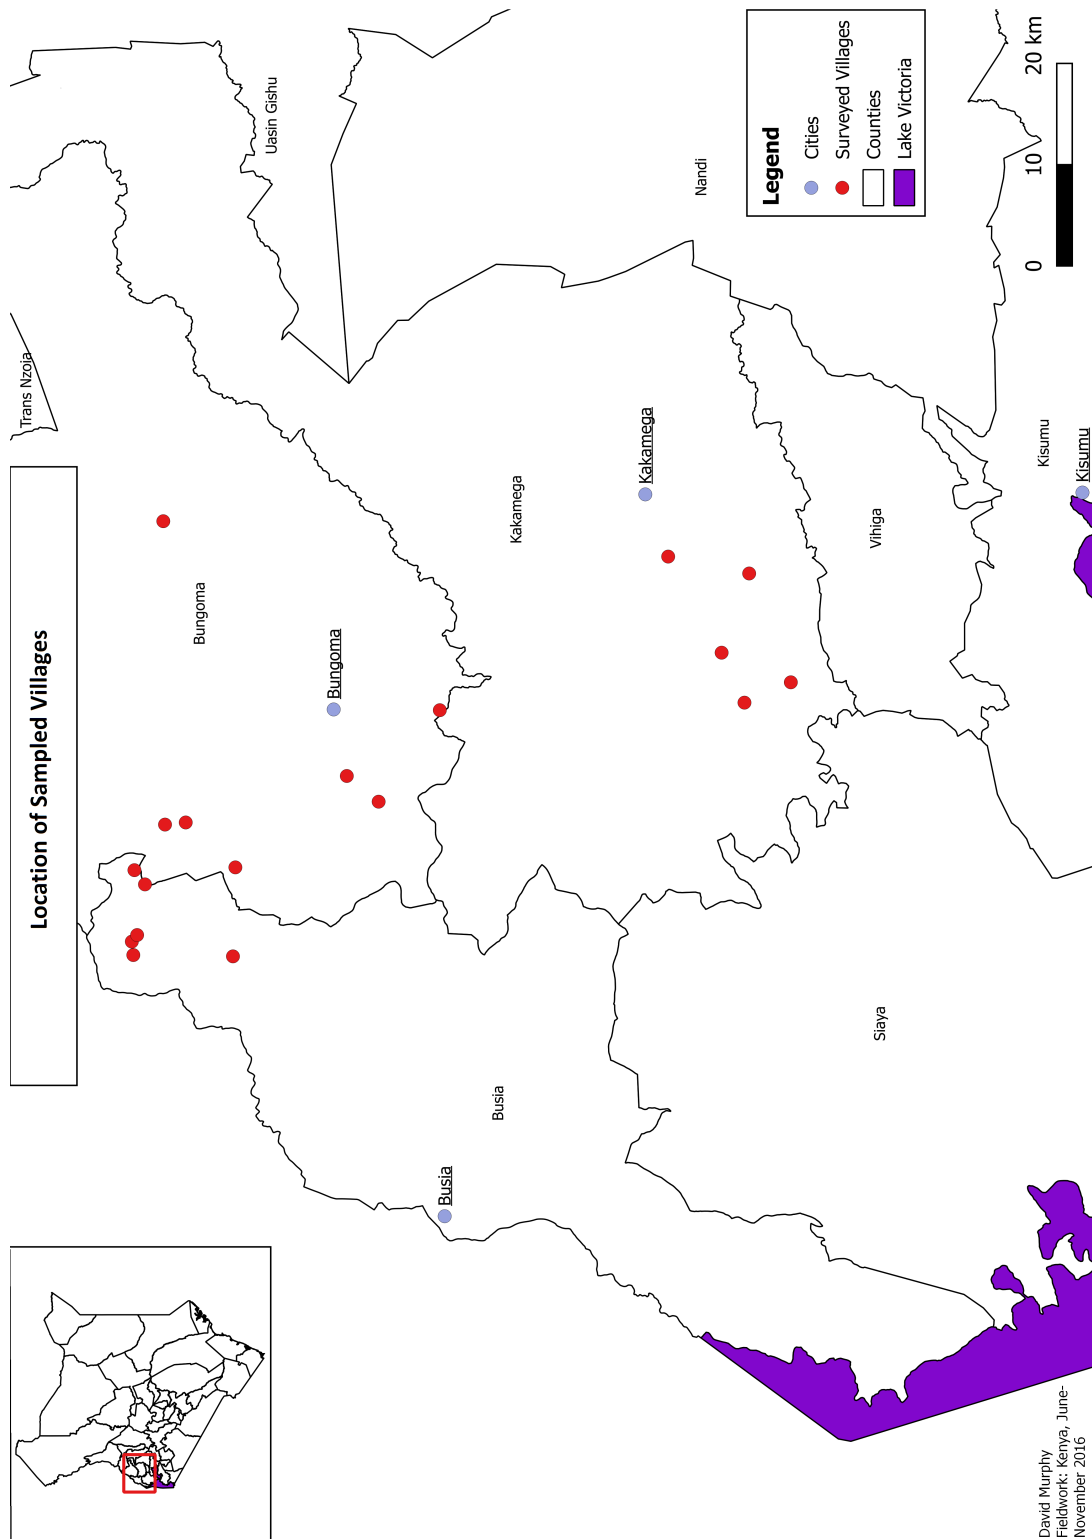 Location of Sampled Villages
Trans Nzoia
Uasin Gishu
Bungoma
Bungoma
Kakamega
Kakamega
Nandi
Busia
Busia
Vihiga
Siaya
Kisumu
Kisumu
Legend
Cities
Surveyed Villages
Counties
Lake Victoria
0 10 20 km
David Murphy
Fieldwork: Kenya, June-
November 2016